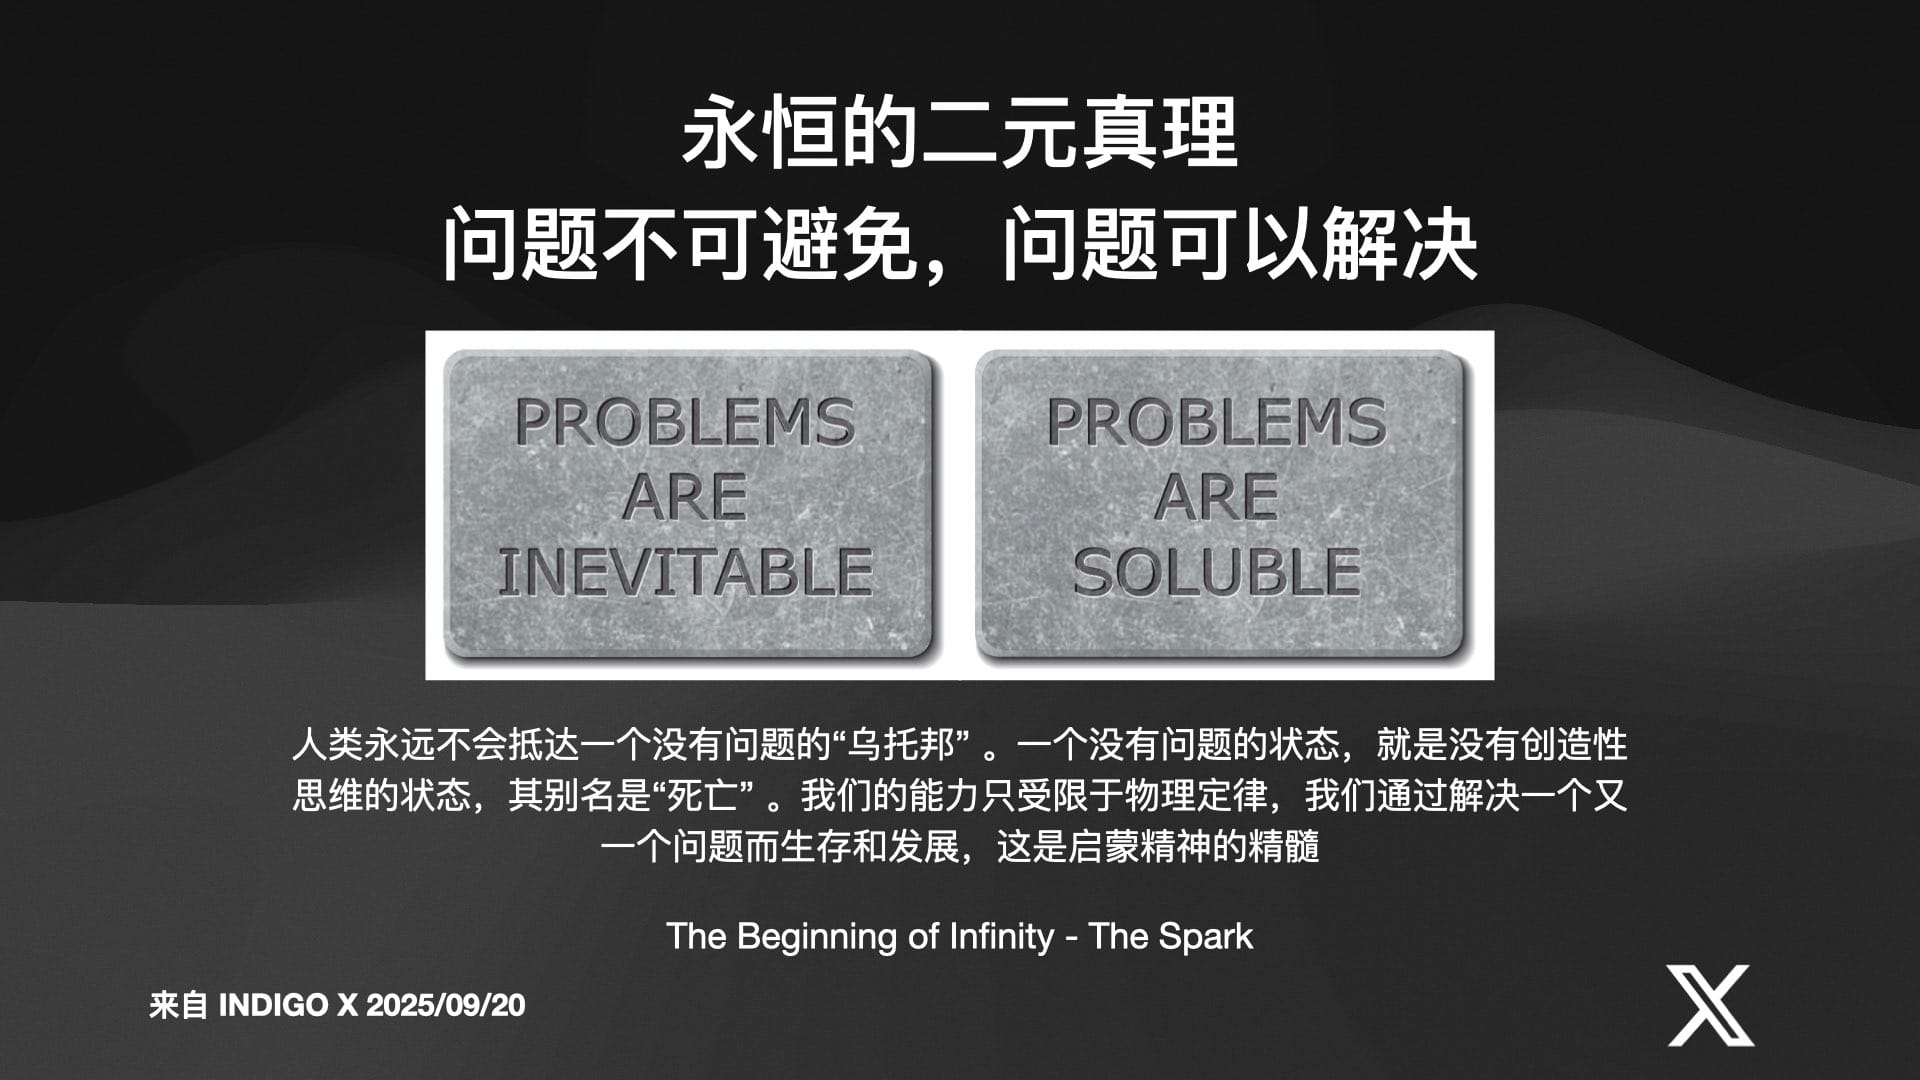 永恒的二元真理
问题不可避免，问题可以解决
PROBLEMS
ARE
INEVITABLE
PROBLEMS
ARE
SOLUBLE
人类永远不会抵达一个没有问题的“乌托邦” 。一个没有问题的状态，就是没有创造性
思维的状态，其别名是“死亡” 。我们的能力只受限于物理定律，我们通过解决一个又
一个问题而生存和发展，这是启蒙精神的精髓
The Beginning of Infinity - The Spark
来自 INDIGO X 2025/09/20
X